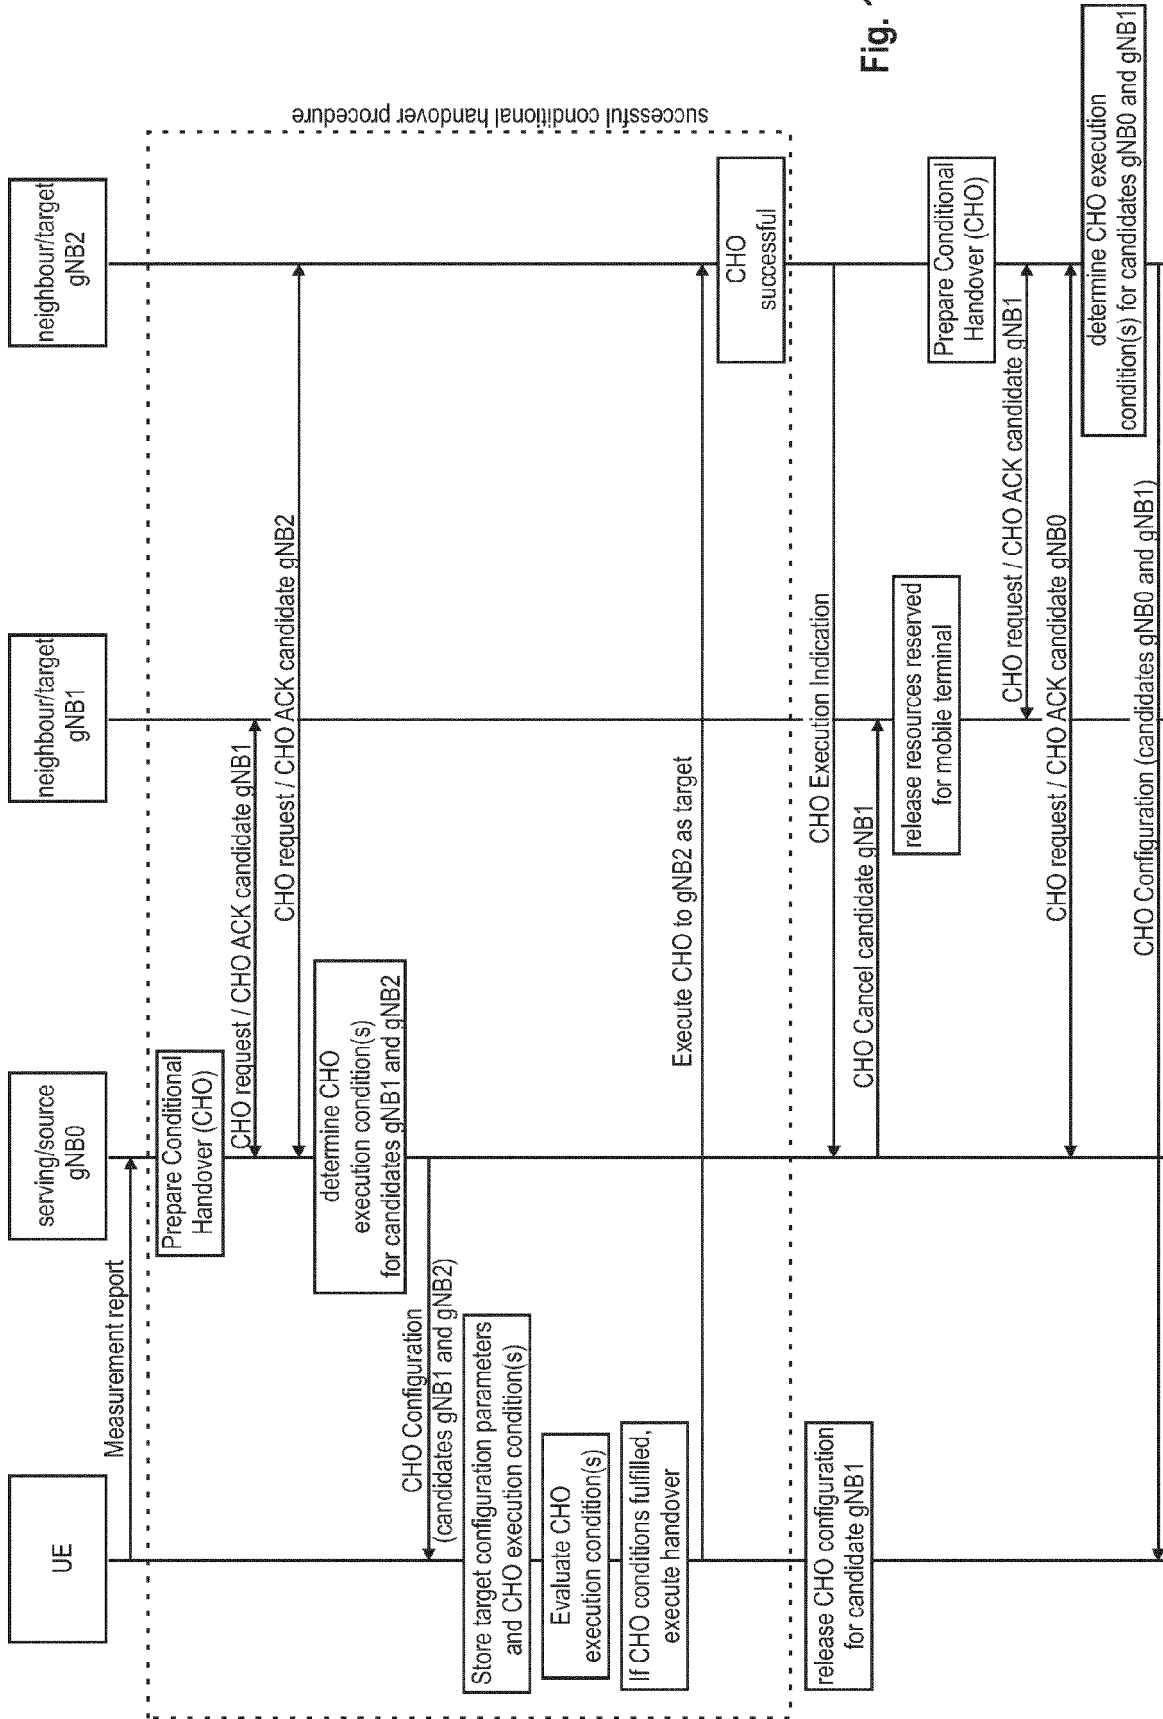 UE
serving/source
gNB0
neighbour/target
gNB1
neighbour/target
gNB2
Measurement report
successful conditional handover procedure
Prepare Conditional
Handover (CHO)
CHO request / CHO ACK candidate gNB1
CHO request / CHO ACK candidate gNB2
determine CHO
execution condition(s)
for candidates gNB1 and gNB2
CHO Configuration
(candidates gNB1 and gNB2)
Store target configuration parameters
and CHO execution condition(s)
Evaluate CHO
execution condition(s)
If CHO conditions fulfilled,
execute handover
Execute CHO to gNB2 as target
CHO
successful
release CHO configuration
for candidate gNB1
CHO Execution Indication
CHO Cancel candidate gNB1
release resources reserved
for mobile terminal
Prepare Conditional
Handover (CHO)
CHO request / CHO ACK candidate gNB1
CHO request / CHO ACK candidate gNB0
determine CHO execution
condition(s) for candidates gNB0 and gNB1
CHO Configuration (candidates gNB0 and gNB1)
Fig.